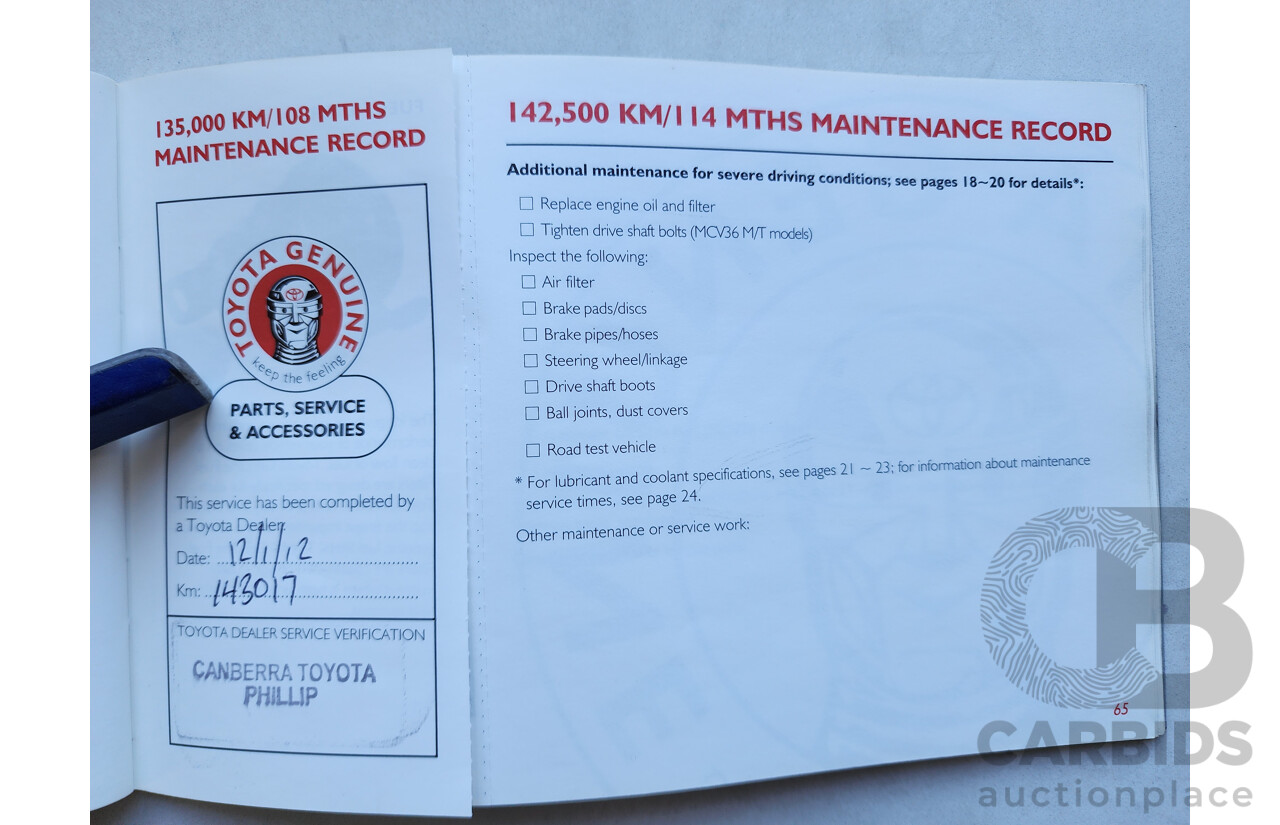 135,000 KM/108 MTHS
MAINTENANCE RECORD
TOYOTA GENUINE
keep the feeling
PARTS, SERVICE
& ACCESSORIES
This service has been completed by
a Toyota Dealer.
Date: 12/1/12
Km: 143017
TOYOTA DEALER SERVICE VERIFICATION
CANBERRA TOYOTA
PHILLIP
142,500 KM/114 MTHS MAINTENANCE RECORD
Additional maintenance for severe driving conditions; see pages 18~20 for details*:
Replace engine oil and filter
Tighten drive shaft bolts (MCV36 M/T models)
Inspect the following:
Air filter
Brake pads/discs
Brake pipes/hoses
Steering wheel/linkage
Drive shaft boots
Ball joints, dust covers
Road test vehicle
* For lubricant and coolant specifications, see pages 21 ~ 23; for information about maintenance
service times, see page 24.
Other maintenance or service work:
65
CB
CARBIDS
auctionplace